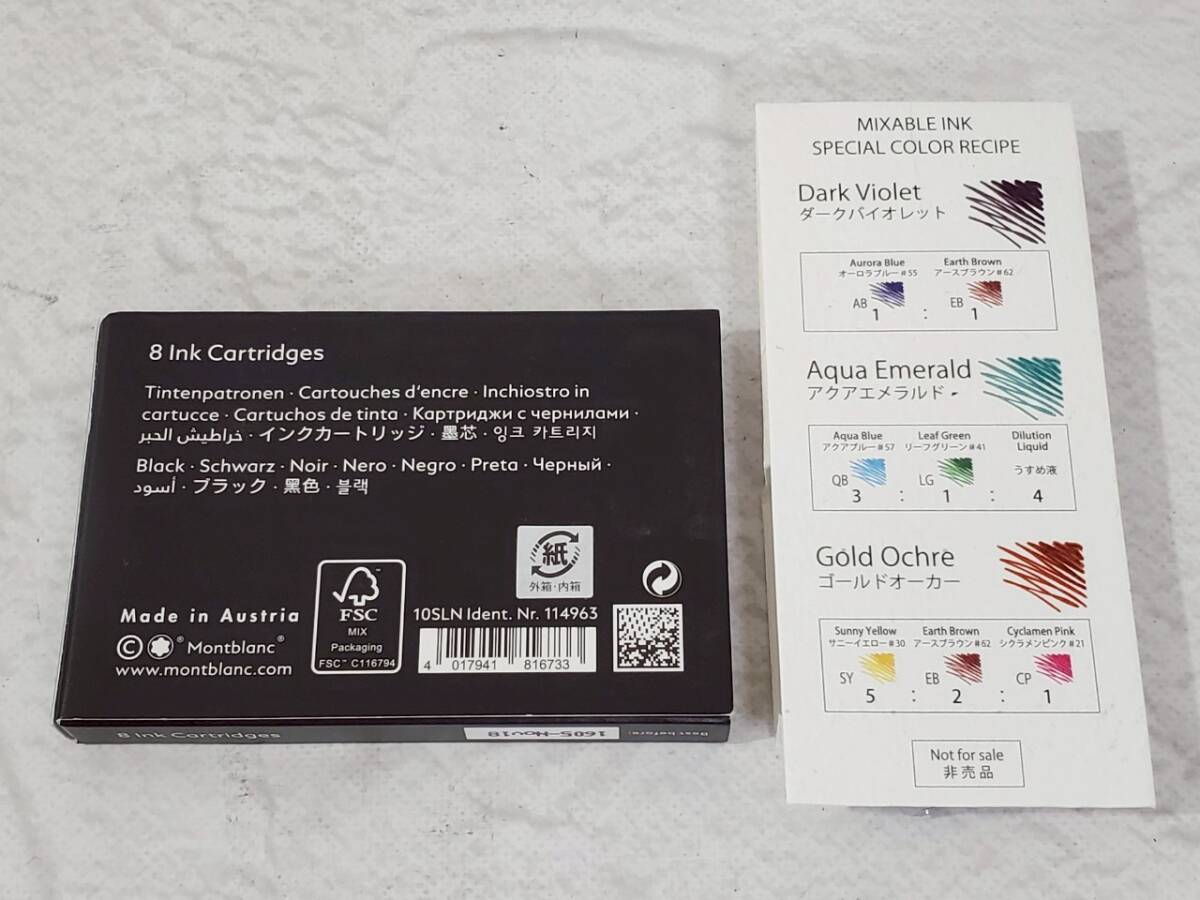 8 Ink Cartridges
Tintenpatronen · Cartouches d'encre · Inchiostro in
cartucce · Cartuchos de tinta · Картриджи с чернилами ·
خراطيش الحبر · インクカートリッジ · 墨芯 · 잉크 카트리지
Black · Schwarz · Noir · Nero · Negro · Preta · Черный ·
أسود · ブラック · 黑色 · 블랙
紙
外箱・内箱
Made in Austria
© ® Montblanc®
www.montblanc.com
FSC
MIX
Packaging
FSC™ C116794
10SLN Ident. Nr. 114963
4 017941 816733
8 Ink Cartridges
1605-Nov18
Best before:
MIXABLE INK
SPECIAL COLOR RECIPE
Dark Violet
ダークバイオレット
Aurora Blue Earth Brown
オーロラブルー#55 アースブラウン#62
AB EB
1 : 1
Aqua Emerald
アクアエメラルド
Aqua Blue Leaf Green Dilution
アクアブルー#57 リーフグリーン#41 Liquid
うすめ液
QB LG
3 : 1 : 4
Gold Ochre
ゴールドオーカー
Sunny Yellow Earth Brown Cyclamen Pink
サニーイエロー#30 アースブラウン#62 シクラメンピンク#21
SY EB CP
5 : 2 : 1
Not for sale
非売品